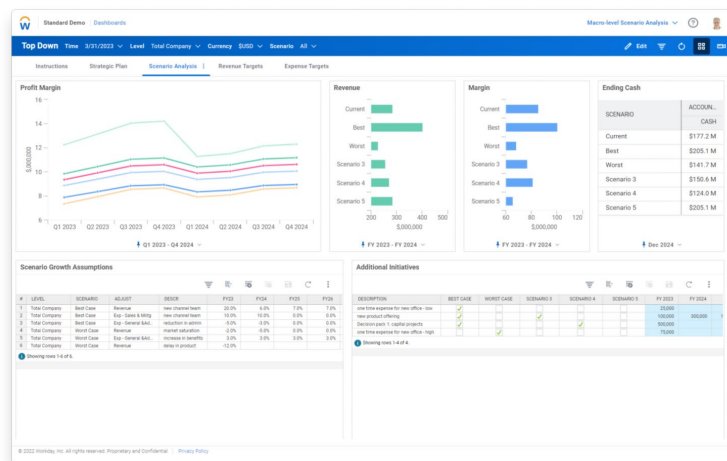 w
Standard Demo Dashboards Macro-level Scenario Analysis ?
Top Down Time 3/31/2023 Level Total Company Currency $USD Scenario All Edit
Instructions Strategic Plan Scenario Analysis Revenue Targets Expense Targets
Profit Margin
16
14
12
10
8
6
$,000,000
Q1 2023 Q2 2023 Q3 2023 Q4 2023 Q1 2024 Q2 2024 Q3 2024 Q4 2024
Q1 2023 - Q4 2024
Revenue
Current
Best
Worst
Scenario 3
Scenario 4
Scenario 5
200 300 400 500
$,000,000
FY 2023 - FY 2024
Margin
Current
Best
Worst
Scenario 3
Scenario 4
Scenario 5
60 80 100 120
$,000,000
FY 2023 - FY 2024
Ending Cash
SCENARIO ACCOUN...
CASH
Current $177.2 M
Best $205.1 M
Worst $141.7 M
Scenario 3 $150.6 M
Scenario 4 $124.0 M
Scenario 5 $205.1 M
Dec 2024
Scenario Growth Assumptions
# LEVEL SCENARIO ADJUST DESCR FY23 FY24 FY25 FY26
1 Total Company Best Case Revenue new channel team 20.0% 6.0% 7.0% 7.0%
2 Total Company Best Case Exp - Sales & Mktg new channel team 10.0% 10.0% 0.0% 0.0%
3 Total Company Best Case Exp - General &Ad... reduction in admin -5.0% -0.0% -0.0% 0.0%
4 Total Company Worst Case Revenue market saturation -2.0% -0.0% -0.0% 0.0%
5 Total Company Worst Case Exp - General &Ad... increase in benefits 3.0% 3.0% 3.0% 3.0%
6 Total Company Worst Case Revenue delay in product -12.0%
Showing rows 1-6 of 6.
Additional Initiatives
DESCRIPTION BEST CASE WORST CASE SCENARIO 3 SCENARIO 4 SCENARIO 5 FY 2023 FY 2024
one time expense for new office - low 25,000
new product offering 100,000 500,000
Decision pack 1: capital projects 500,000
one time expense for new office - high 75,000
Showing rows 1-4 of 4.
© 2022 Workday Inc. All rights reserved. Proprietary and Confidential Privacy Policy